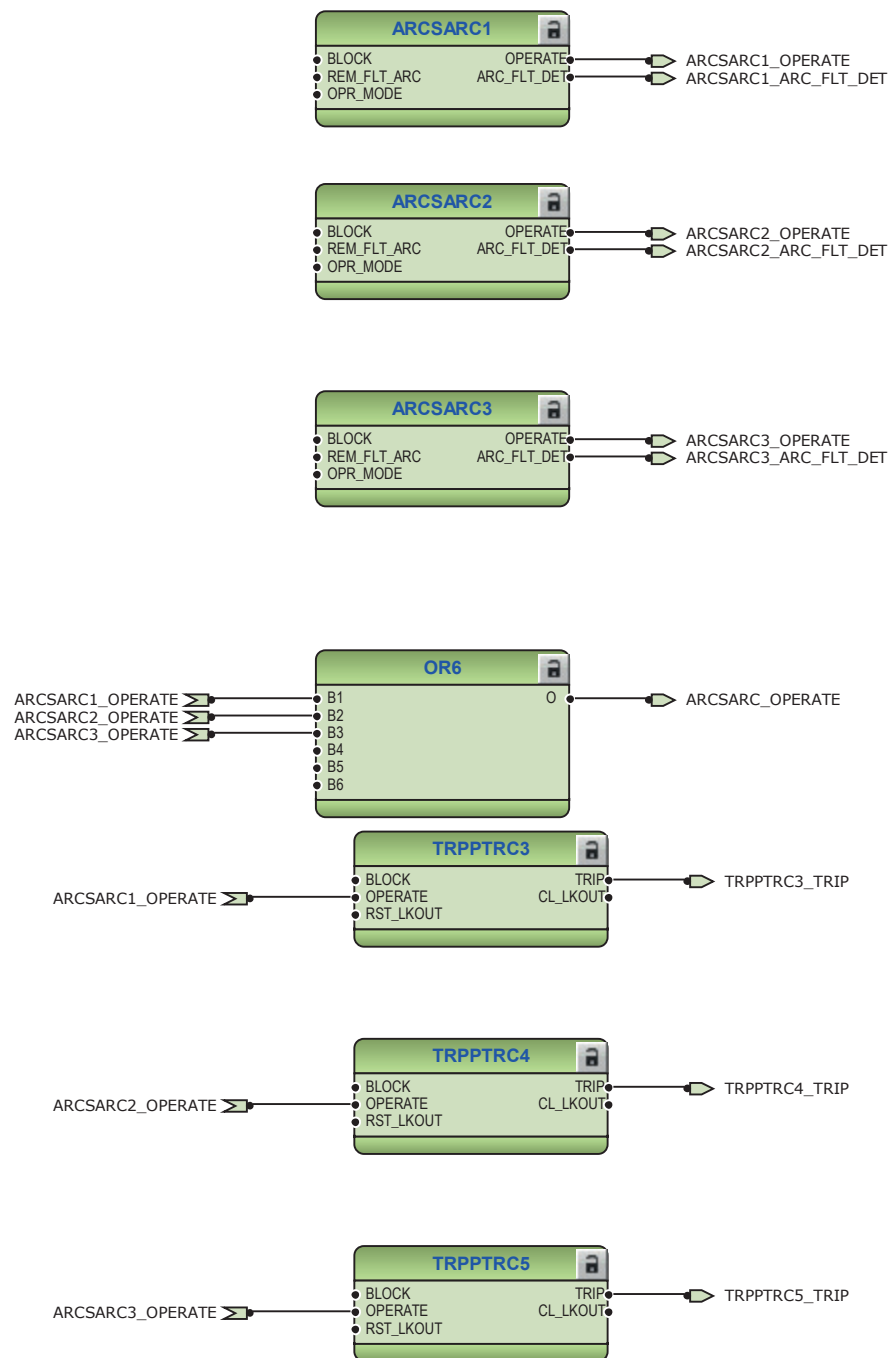 ARCSARC1
BLOCK OPERATE ARCSARC1_OPERATE
REM_FLT_ARC ARC_FLT_DET ARCSARC1_ARC_FLT_DET
OPR_MODE
ARCSARC2
BLOCK OPERATE ARCSARC2_OPERATE
REM_FLT_ARC ARC_FLT_DET ARCSARC2_ARC_FLT_DET
OPR_MODE
ARCSARC3
BLOCK OPERATE ARCSARC3_OPERATE
REM_FLT_ARC ARC_FLT_DET ARCSARC3_ARC_FLT_DET
OPR_MODE
OR6
ARCSARC1_OPERATE B1 O ARCSARC_OPERATE
ARCSARC2_OPERATE B2
ARCSARC3_OPERATE B3
B4
B5
B6
TRPPTRC3
BLOCK TRIP TRPPTRC3_TRIP
ARCSARC1_OPERATE OPERATE CL_LKOUT
RST_LKOUT
TRPPTRC4
BLOCK TRIP TRPPTRC4_TRIP
ARCSARC2_OPERATE OPERATE CL_LKOUT
RST_LKOUT
TRPPTRC5
BLOCK TRIP TRPPTRC5_TRIP
ARCSARC3_OPERATE OPERATE CL_LKOUT
RST_LKOUT